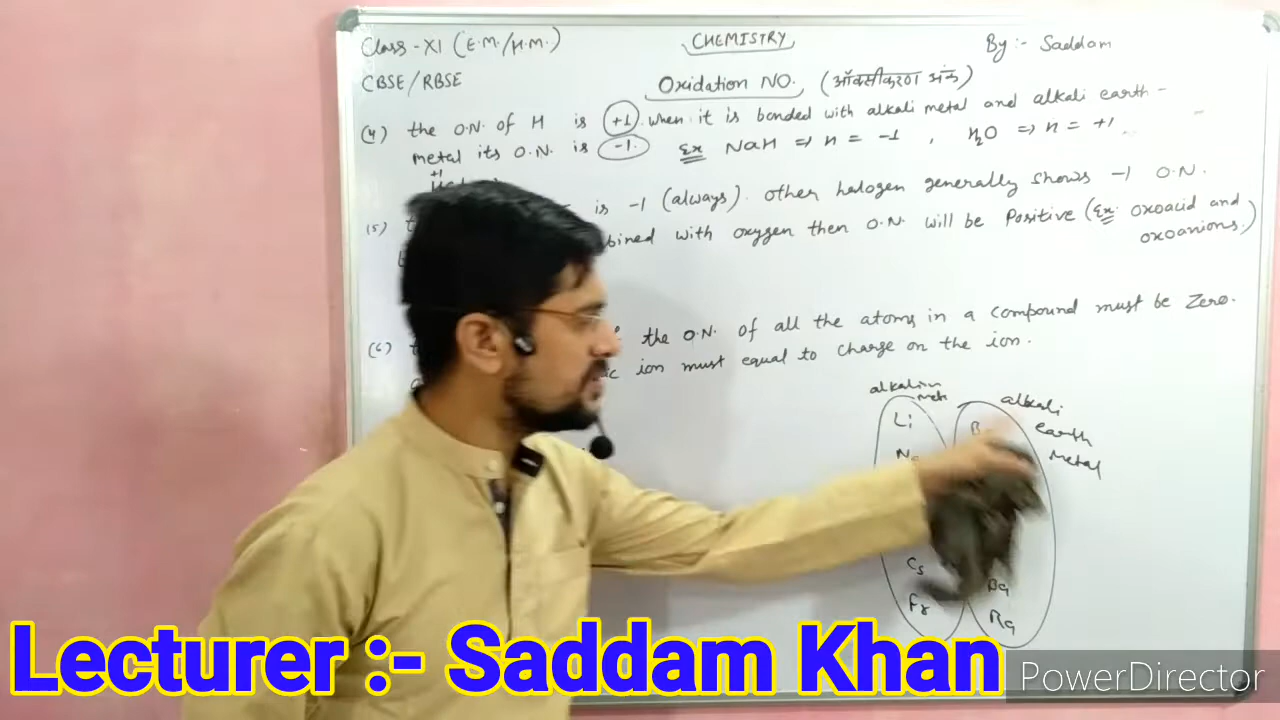 Class - XI (E.M./H.M.) CHEMISTRY By :- Saddam
CBSE/RBSE Oxidation NO. (ऑक्सीकरण अंक)
(4) the O.N. of H is +1 when it is bonded with alkali metal and alkali earth -
metal its O.N. is -1. Ex NaH ⇒ H = -1 , H2O ⇒ H = +1
+1
(5) is -1 (always). other halogen generally shows -1 O.N.
with oxygen then O.N. will be Positive (Ex. oxoacid and
oxoanions.)
(6) the O.N. of all the atoms in a compound must be Zero.
ion must equal to charge on the ion.
alkali
earth
metal
Li
Cs
Fr
Ba
Ra
Lecturer :- Saddam Khan
PowerDirector